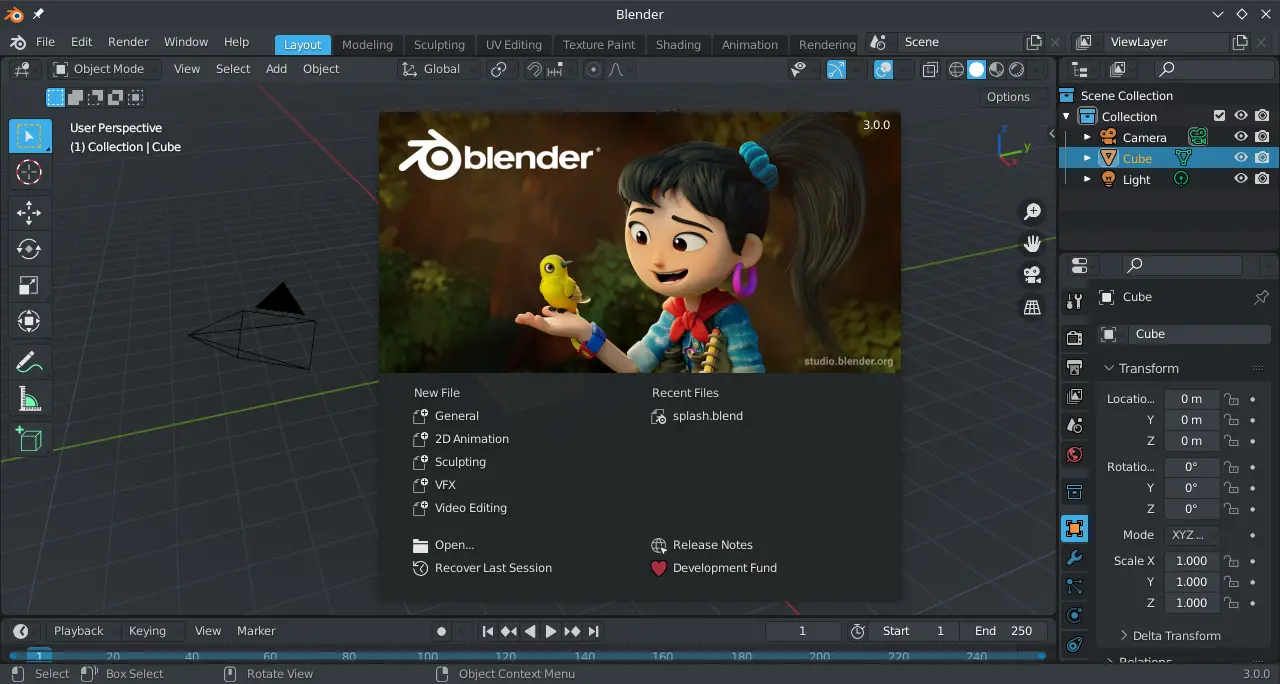 Blender
File Edit Render Window Help Layout Modeling Sculpting UV Editing Texture Paint Shading Animation Rendering Scene ViewLayer
Object Mode View Select Add Object Global
Options
User Perspective
(1) Collection | Cube
Z
Y
X
Scene Collection
Collection
Camera
Cube
Light
3.0.0
blender
studio.blender.org
New File
General
2D Animation
Sculpting
VFX
Video Editing
Open...
Recover Last Session
Recent Files
splash.blend
Release Notes
Development Fund
Cube
Cube
Transform
Locatio... 0 m
Y 0 m
Z 0 m
Rotatio... 0°
Y 0°
Z 0°
Mode XYZ ...
Scale X 1.000
Y 1.000
Z 1.000
Delta Transform
Relations
Playback Keying View Marker 1 Start 1 End 250
1 20 40 60 80 100 120 140 160 180 200 220 240
Select Box Select Rotate View Object Context Menu 3.0.0